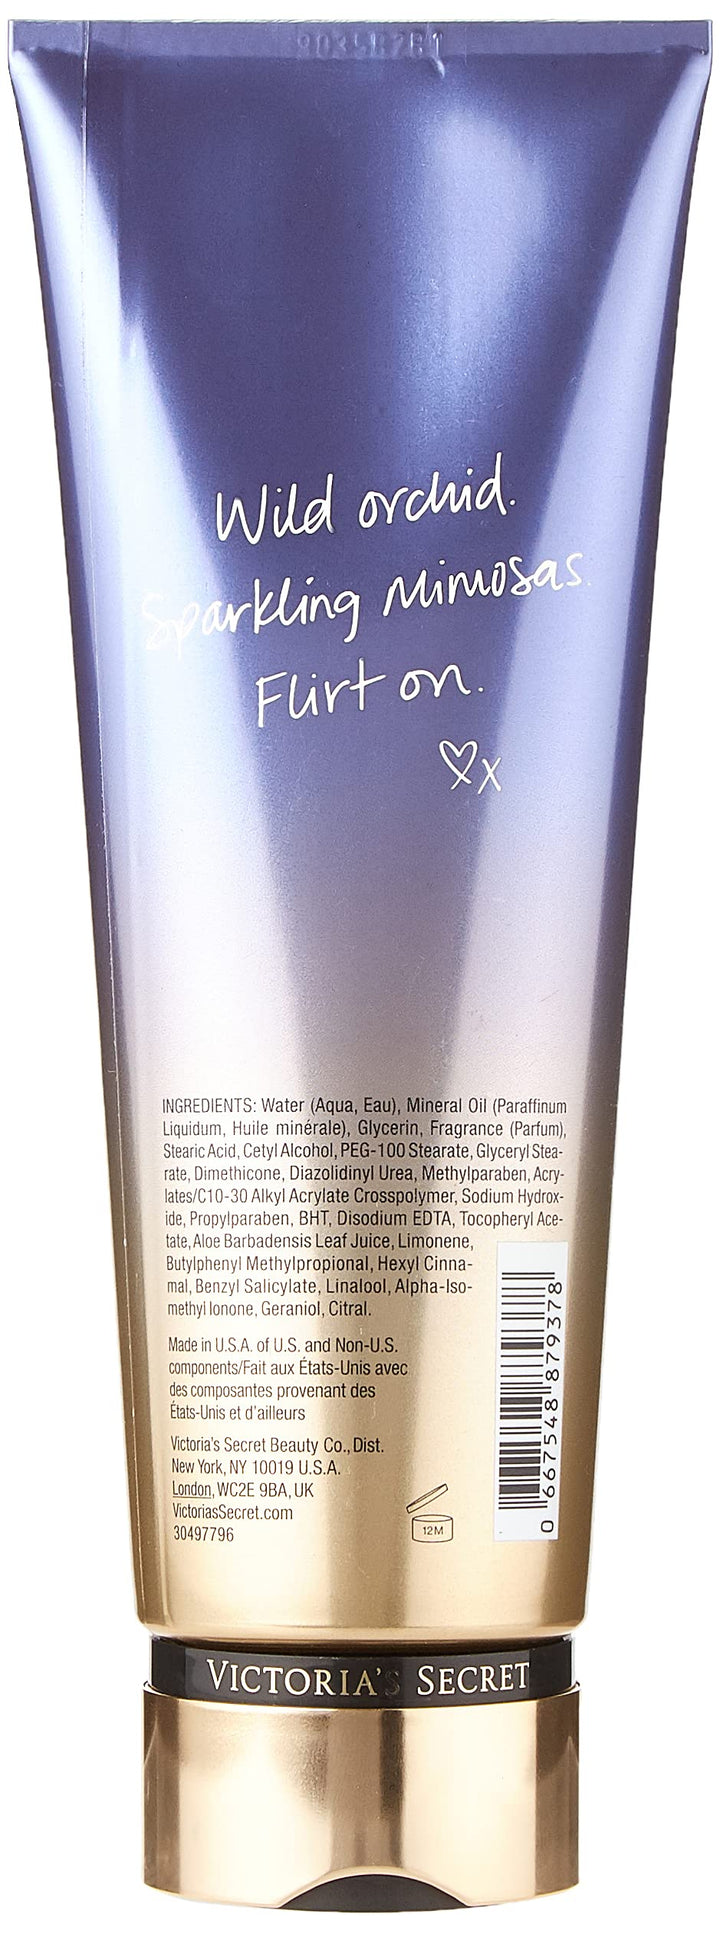 9035R2R1
Wild orchid.
Sparkling Mimosas.
Flirt on.
x
INGREDIENTS: Water (Aqua, Eau), Mineral Oil (Paraffinum
Liquidum, Huile minérale), Glycerin, Fragrance (Parfum),
Stearic Acid, Cetyl Alcohol, PEG-100 Stearate, Glyceryl Stea-
rate, Dimethicone, Diazolidinyl Urea, Methylparaben, Acry-
lates/C10-30 Alkyl Acrylate Crosspolymer, Sodium Hydrox-
ide, Propylparaben, BHT, Disodium EDTA, Tocopheryl Ace-
tate, Aloe Barbadensis Leaf Juice, Limonene,
Butylphenyl Methylpropional, Hexyl Cinna-
mal, Benzyl Salicylate, Linalool, Alpha-Iso-
methyl Ionone, Geraniol, Citral.
Made in U.S.A. of U.S. and Non-U.S.
components/Fait aux États-Unis avec
des composantes provenant des
États-Unis et d'ailleurs
Victoria's Secret Beauty Co., Dist.
New York, NY 10019 U.S.A.
London, WC2E 9BA, UK
VictoriasSecret.com
30497796
12M
0 667548 879378
VICTORIA'S SECRET